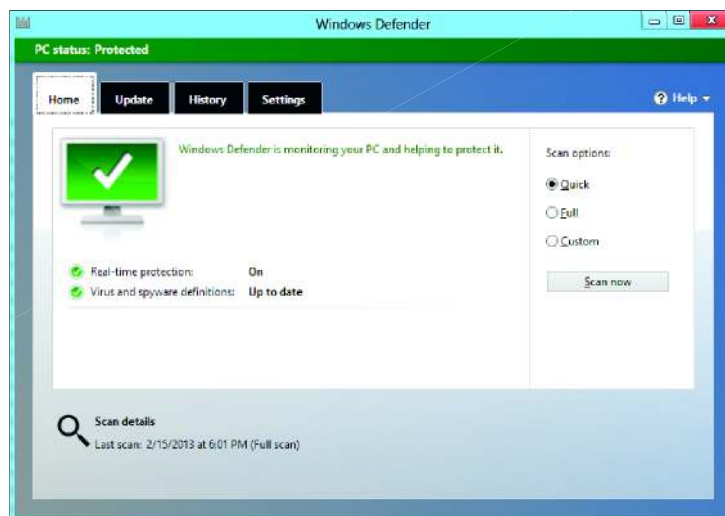 Windows Defender
PC status: Protected
Home
Update
History
Settings
Help
Windows Defender is monitoring your PC and helping to protect it.
Real-time protection: On
Virus and spyware definitions: Up to date
Scan options:
Quick
Full
Custom
Scan now
Scan details
Last scan: 2/15/2013 at 6:01 PM (Full scan)